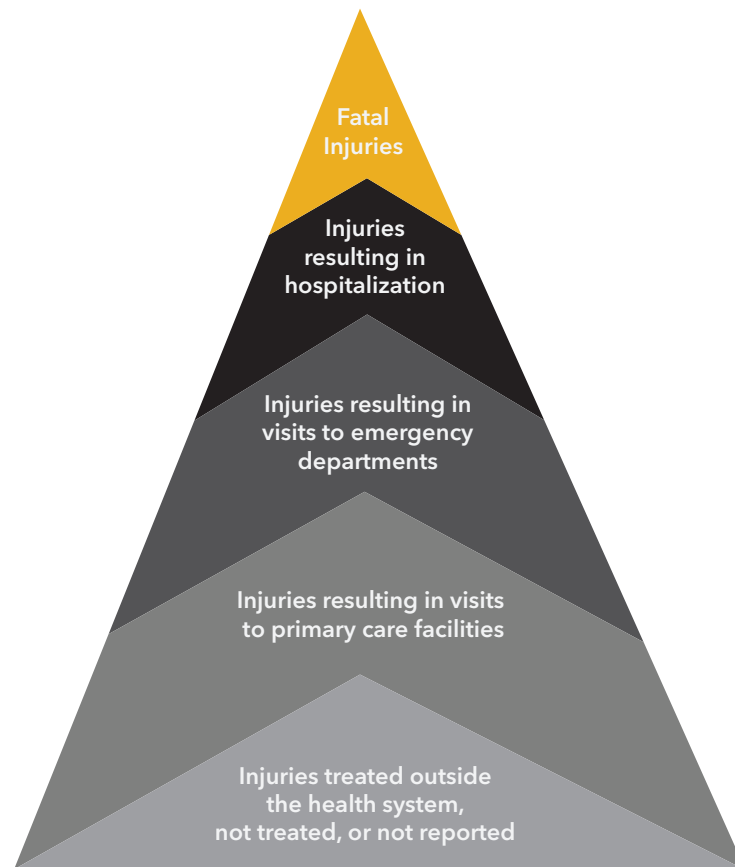 Fatal
Injuries
Injuries
resulting in
hospitalization
Injuries resulting in
visits to emergency
departments
Injuries resulting in visits
to primary care facilities
Injuries treated outside
the health system,
not treated, or not reported